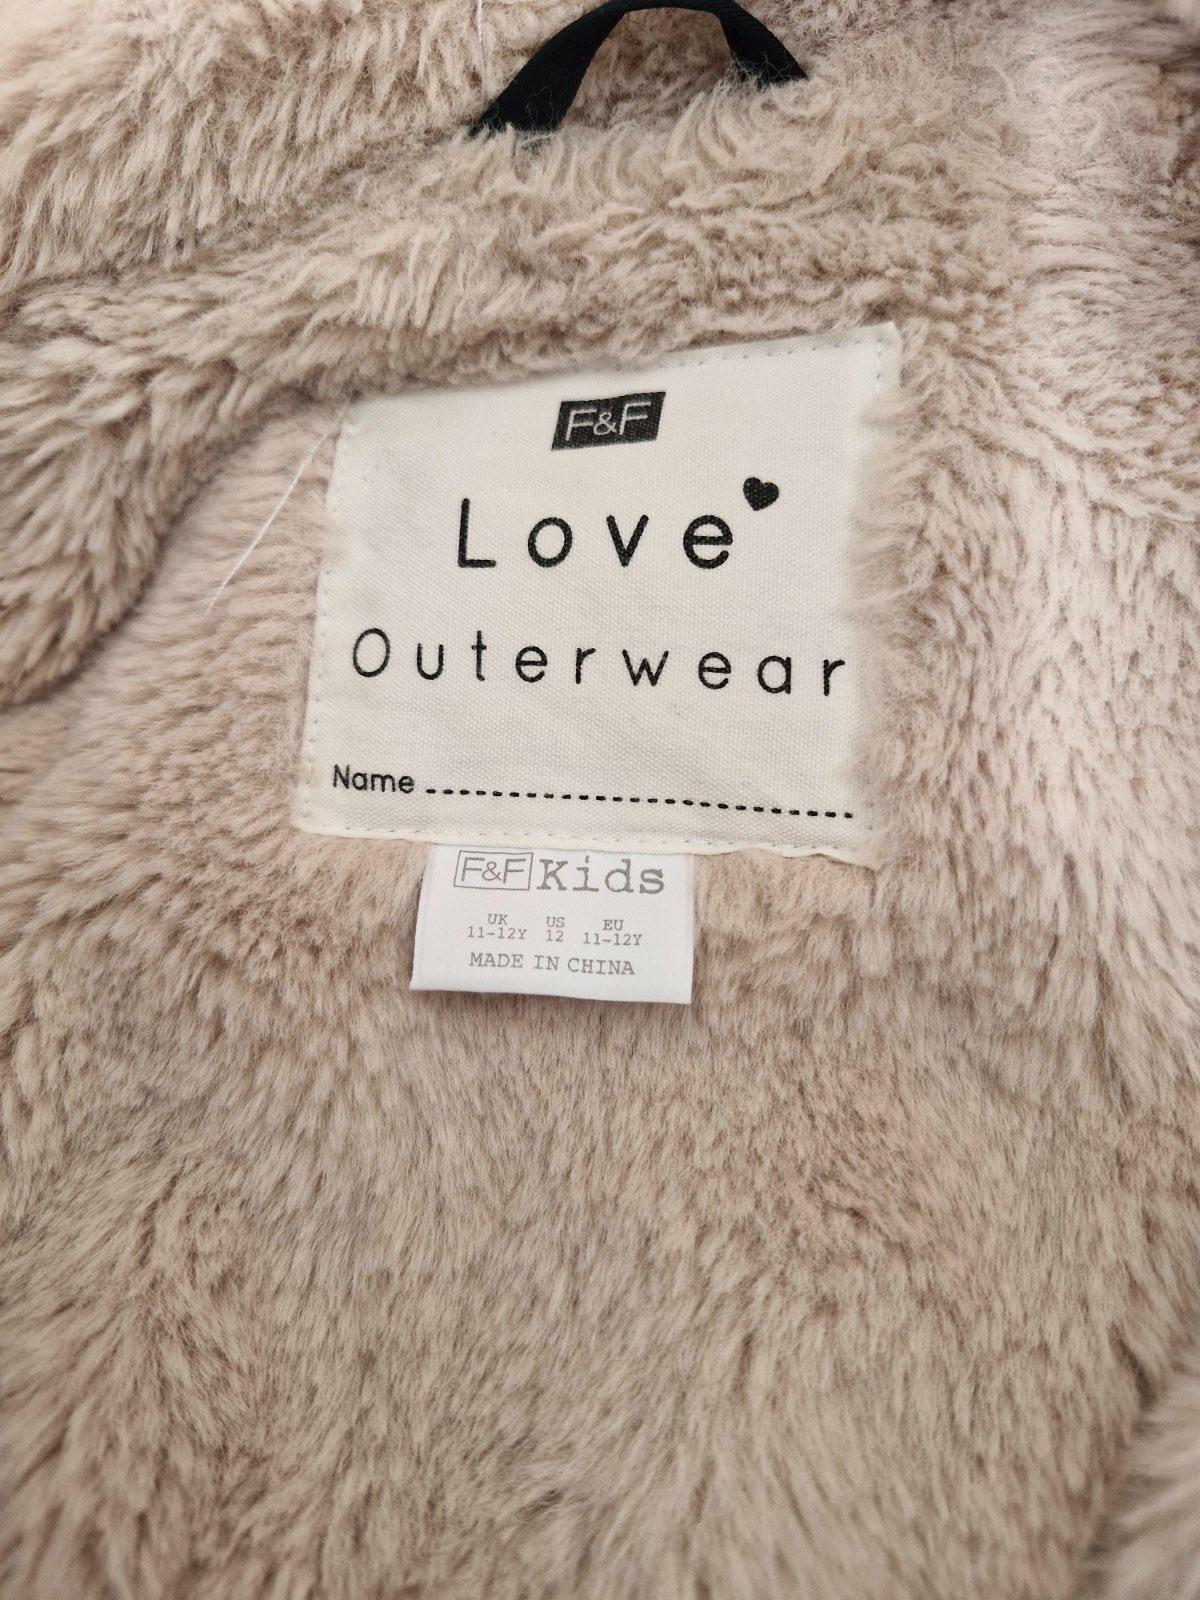 F&F
Love
Outerwear
Name
F&F Kids
UK US EU
11-12Y 12 11-12Y
MADE IN CHINA